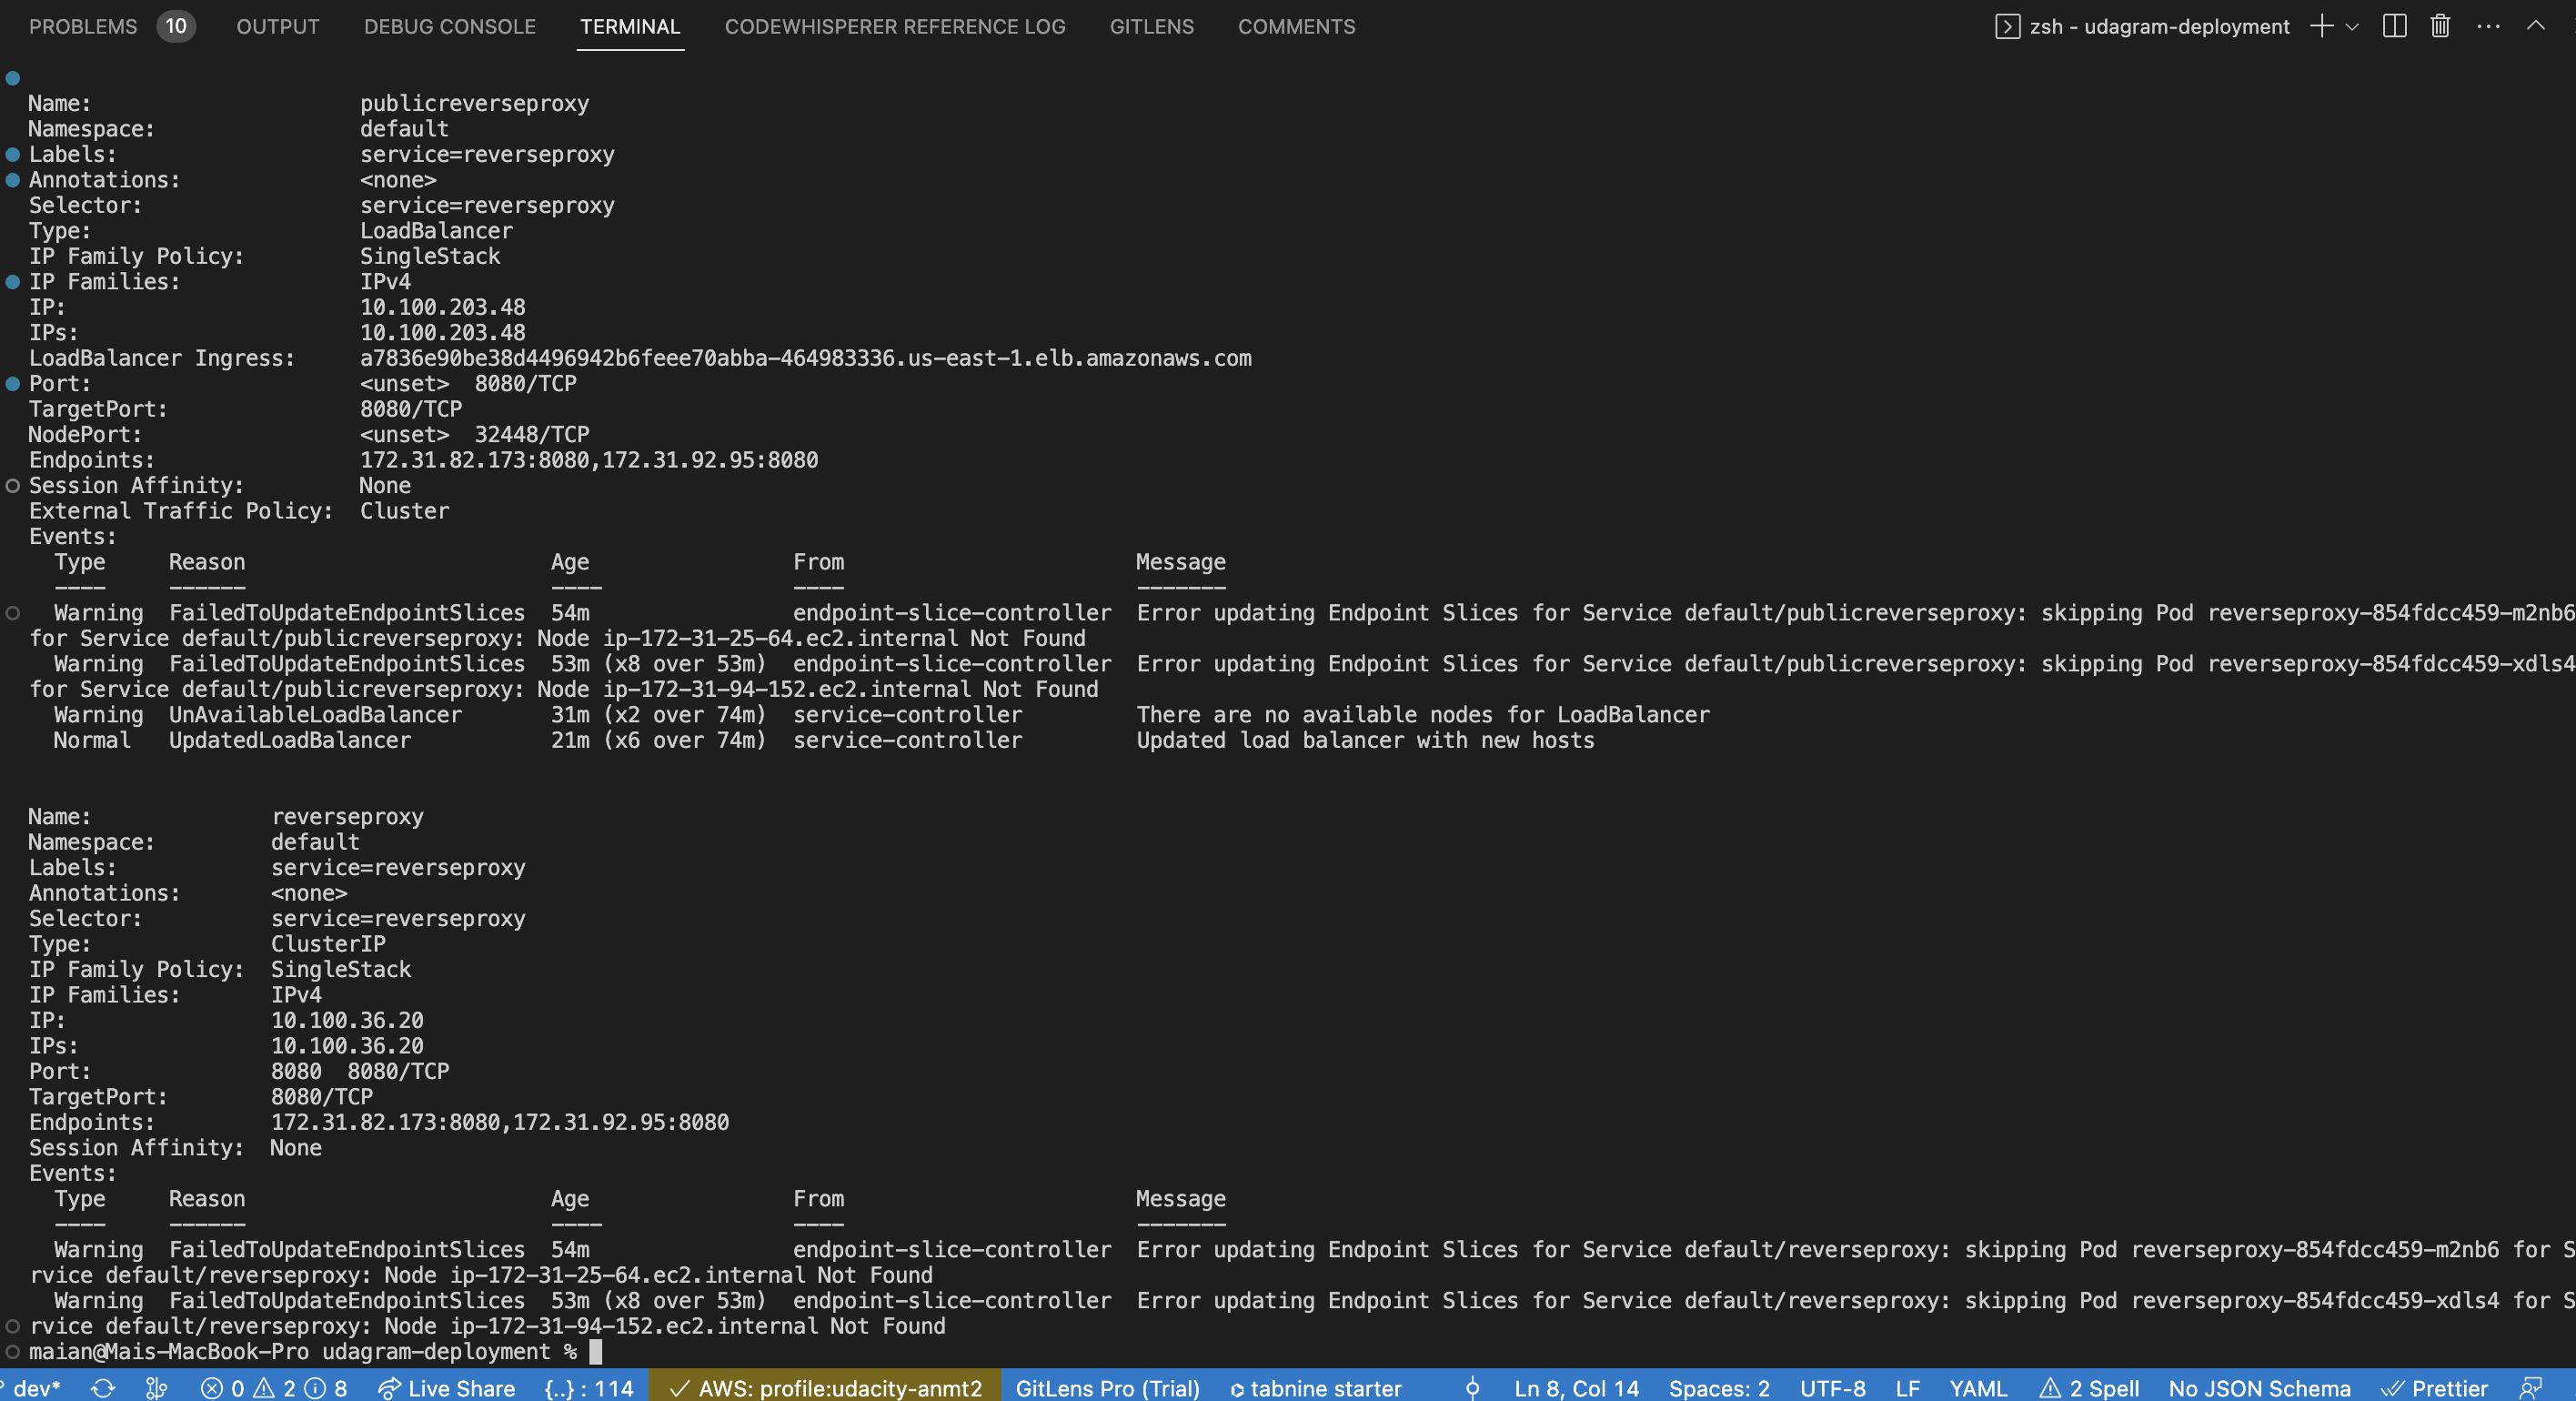 PROBLEMS 10 OUTPUT DEBUG CONSOLE TERMINAL CODEWHISPERER REFERENCE LOG GITLENS COMMENTS zsh - udagram-deployment
Name: publicreverseproxy
Namespace: default
Labels: service=reverseproxy
Annotations: <none>
Selector: service=reverseproxy
Type: LoadBalancer
IP Family Policy: SingleStack
IP Families: IPv4
IP: 10.100.203.48
IPs: 10.100.203.48
LoadBalancer Ingress: a7836e90be38d4496942b6feee70abba-464983336.us-east-1.elb.amazonaws.com
Port: <unset> 8080/TCP
TargetPort: 8080/TCP
NodePort: <unset> 32448/TCP
Endpoints: 172.31.82.173:8080,172.31.92.95:8080
Session Affinity: None
External Traffic Policy: Cluster
Events:
Type Reason Age From Message
---- ------ ---- ---- -------
Warning FailedToUpdateEndpointSlices 54m endpoint-slice-controller Error updating Endpoint Slices for Service default/publicreverseproxy: skipping Pod reverseproxy-854fdcc459-m2nb6
for Service default/publicreverseproxy: Node ip-172-31-25-64.ec2.internal Not Found
Warning FailedToUpdateEndpointSlices 53m (x8 over 53m) endpoint-slice-controller Error updating Endpoint Slices for Service default/publicreverseproxy: skipping Pod reverseproxy-854fdcc459-xdls4
for Service default/publicreverseproxy: Node ip-172-31-94-152.ec2.internal Not Found
Warning UnAvailableLoadBalancer 31m (x2 over 74m) service-controller There are no available nodes for LoadBalancer
Normal UpdatedLoadBalancer 21m (x6 over 74m) service-controller Updated load balancer with new hosts
Name: reverseproxy
Namespace: default
Labels: service=reverseproxy
Annotations: <none>
Selector: service=reverseproxy
Type: ClusterIP
IP Family Policy: SingleStack
IP Families: IPv4
IP: 10.100.36.20
IPs: 10.100.36.20
Port: 8080 8080/TCP
TargetPort: 8080/TCP
Endpoints: 172.31.82.173:8080,172.31.92.95:8080
Session Affinity: None
Events:
Type Reason Age From Message
---- ------ ---- ---- -------
Warning FailedToUpdateEndpointSlices 54m endpoint-slice-controller Error updating Endpoint Slices for Service default/reverseproxy: skipping Pod reverseproxy-854fdcc459-m2nb6 for S
rvice default/reverseproxy: Node ip-172-31-25-64.ec2.internal Not Found
Warning FailedToUpdateEndpointSlices 53m (x8 over 53m) endpoint-slice-controller Error updating Endpoint Slices for Service default/reverseproxy: skipping Pod reverseproxy-854fdcc459-xdls4 for S
rvice default/reverseproxy: Node ip-172-31-94-152.ec2.internal Not Found
maian@Mais-MacBook-Pro udagram-deployment %
dev* 0 2 8 Live Share {..} : 114 AWS: profile:udacity-anmt2 GitLens Pro (Trial) tabnine starter Ln 8, Col 14 Spaces: 2 UTF-8 LF YAML 2 Spell No JSON Schema Prettier